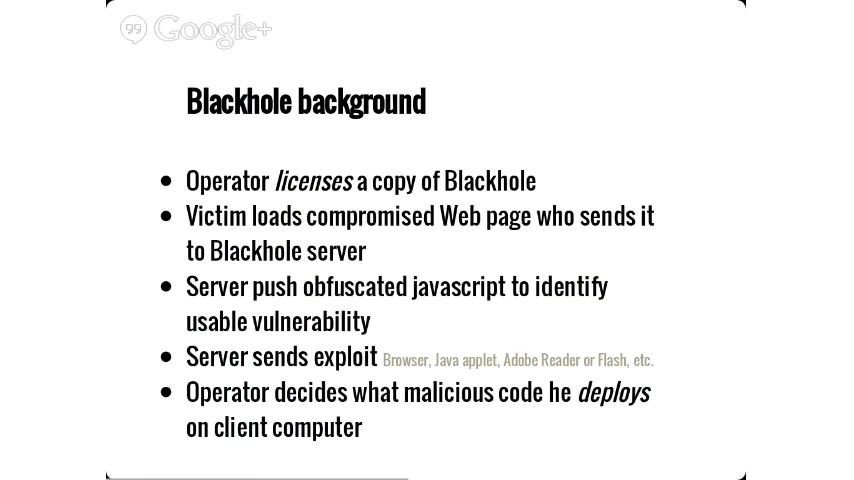 Google+
Blackhole background
Operator licenses a copy of Blackhole
Victim loads compromised Web page who sends it
to Blackhole server
Server push obfuscated javascript to identify
usable vulnerability
Server sends exploit Browser, Java applet, Adobe Reader or Flash, etc.
Operator decides what malicious code he deploys
on client computer